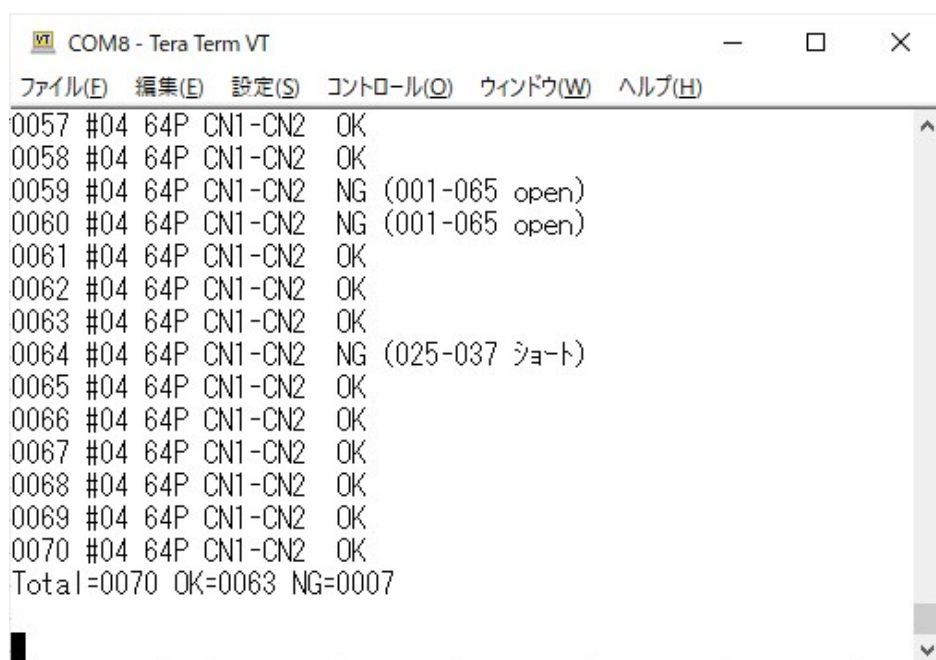 COM8 - Tera Term VT
ファイル(F) 編集(E) 設定(S) コントロール(O) ウィンドウ(W) ヘルプ(H)
0057 #04 64P CN1-CN2 OK
0058 #04 64P CN1-CN2 OK
0059 #04 64P CN1-CN2 NG (001-065 open)
0060 #04 64P CN1-CN2 NG (001-065 open)
0061 #04 64P CN1-CN2 OK
0062 #04 64P CN1-CN2 OK
0063 #04 64P CN1-CN2 OK
0064 #04 64P CN1-CN2 NG (025-037 ショート)
0065 #04 64P CN1-CN2 OK
0066 #04 64P CN1-CN2 OK
0067 #04 64P CN1-CN2 OK
0068 #04 64P CN1-CN2 OK
0069 #04 64P CN1-CN2 OK
0070 #04 64P CN1-CN2 OK
Total=0070 OK=0063 NG=0007